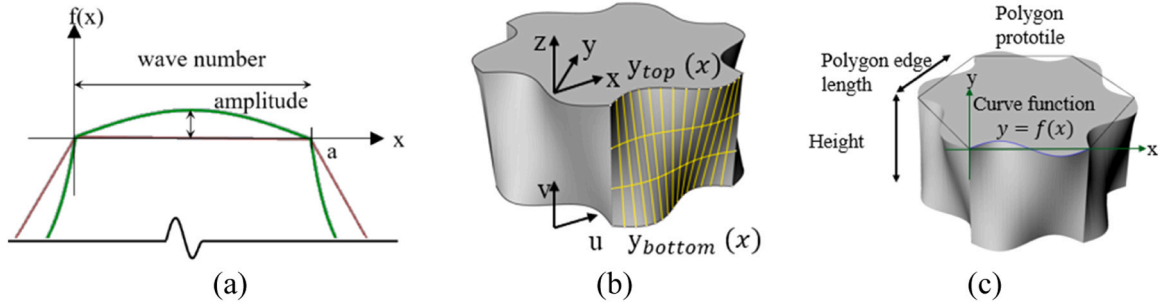 f(x)
wave number
amplitude
x
a
(a)
z
y
x
y_top (x)
v
u
y_bottom (x)
(b)
Polygon
prototile
Polygon edge
length
y
Curve function
y = f(x)
Height
x
(c)